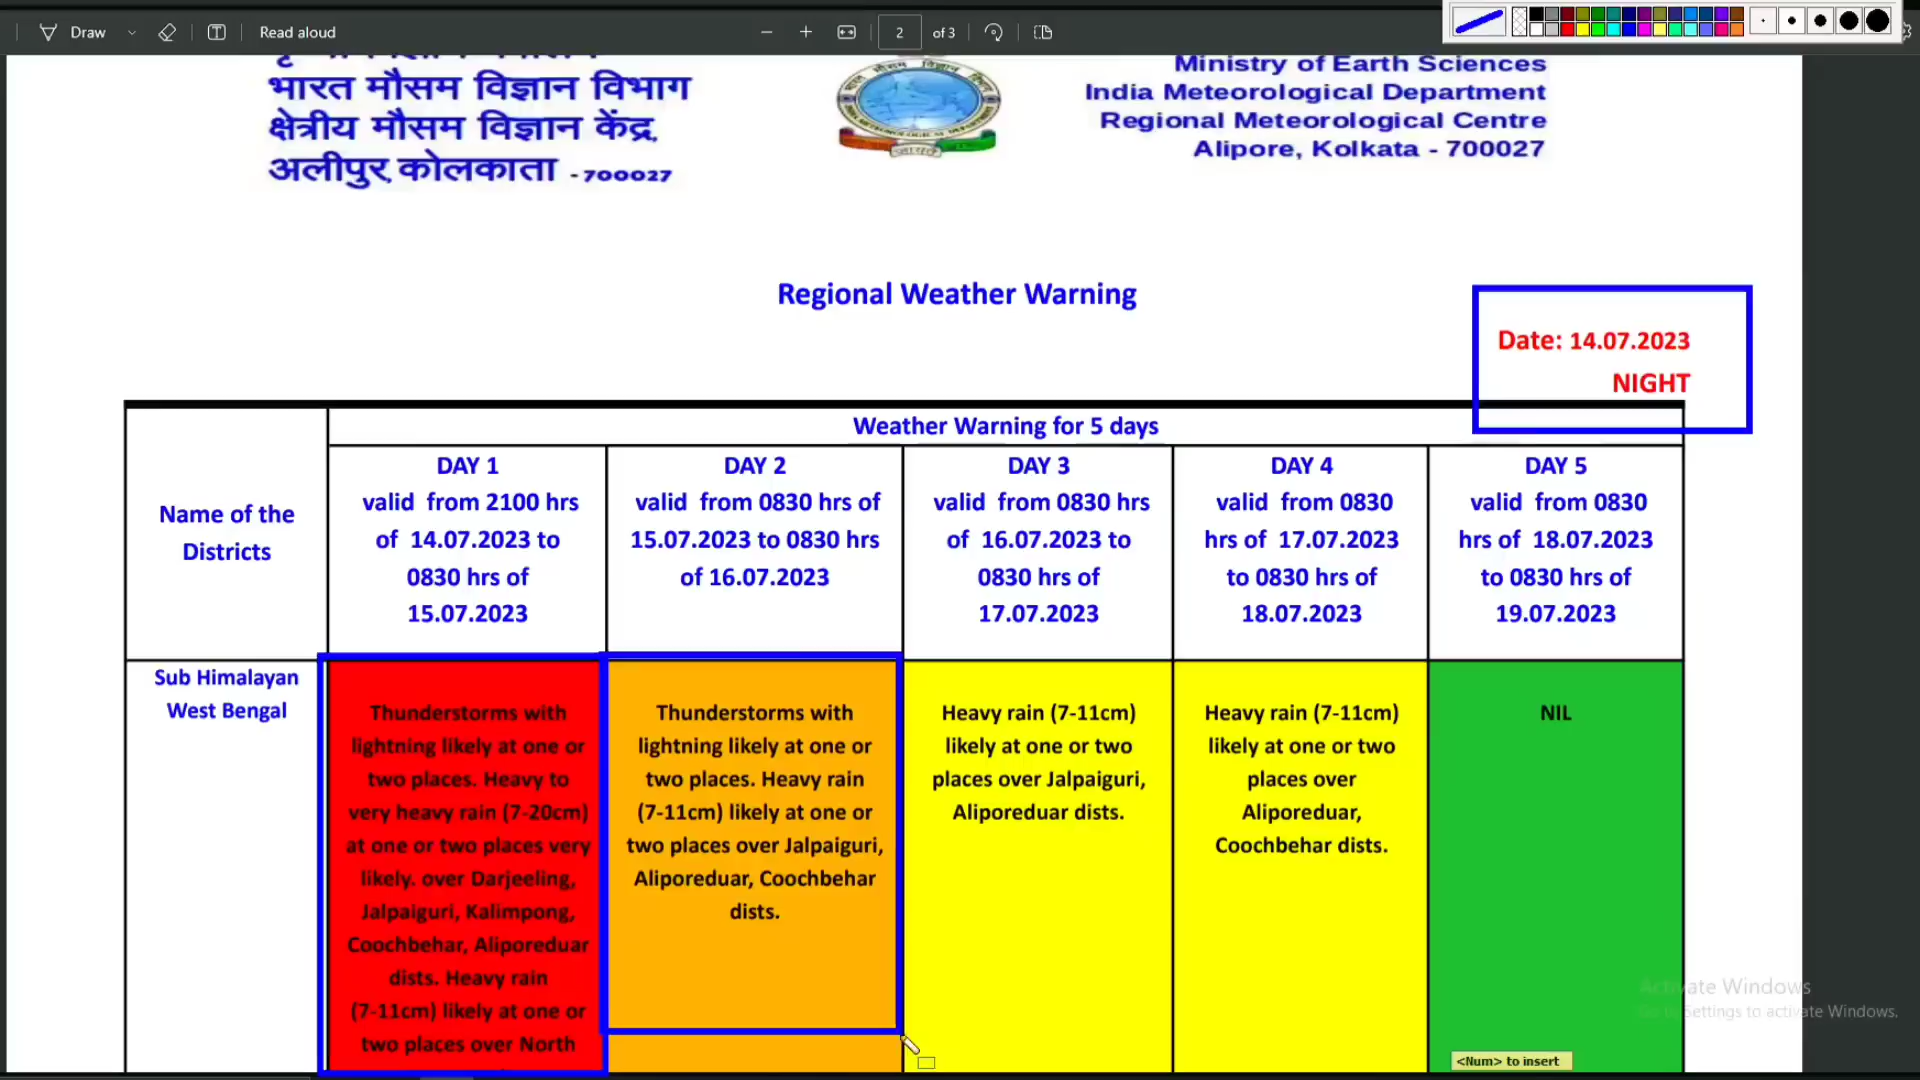 Draw
Read aloud
2
of 3
भारत मौसम विज्ञान विभाग
क्षेत्रीय मौसम विज्ञान केंद्र
अलीपुर, कोलकाता - 700027
Ministry of Earth Sciences
India Meteorological Department
Regional Meteorological Centre
Alipore, Kolkata - 700027
Regional Weather Warning
Date: 14.07.2023
NIGHT
Name of the
Districts
Weather Warning for 5 days
DAY 1
valid from 2100 hrs
of 14.07.2023 to
0830 hrs of
15.07.2023
DAY 2
valid from 0830 hrs of
15.07.2023 to 0830 hrs
of 16.07.2023
DAY 3
valid from 0830 hrs
of 16.07.2023 to
0830 hrs of
17.07.2023
DAY 4
valid from 0830
hrs of 17.07.2023
to 0830 hrs of
18.07.2023
DAY 5
valid from 0830
hrs of 18.07.2023
to 0830 hrs of
19.07.2023
Sub Himalayan
West Bengal
Thunderstorms with
lightning likely at one or
two places. Heavy to
very heavy rain (7-20cm)
at one or two places very
likely. over Darjeeling,
Jalpaiguri, Kalimpong,
Coochbehar, Aliporeduar
dists. Heavy rain
(7-11cm) likely at one or
two places over North
Thunderstorms with
lightning likely at one or
two places. Heavy rain
(7-11cm) likely at one or
two places over Jalpaiguri,
Aliporeduar, Coochbehar
dists.
Heavy rain (7-11cm)
likely at one or two
places over Jalpaiguri,
Aliporeduar dists.
Heavy rain (7-11cm)
likely at one or two
places over
Aliporeduar,
Coochbehar dists.
NIL
Activate Windows
Go to Settings to activate Windows.
<Num> to insert